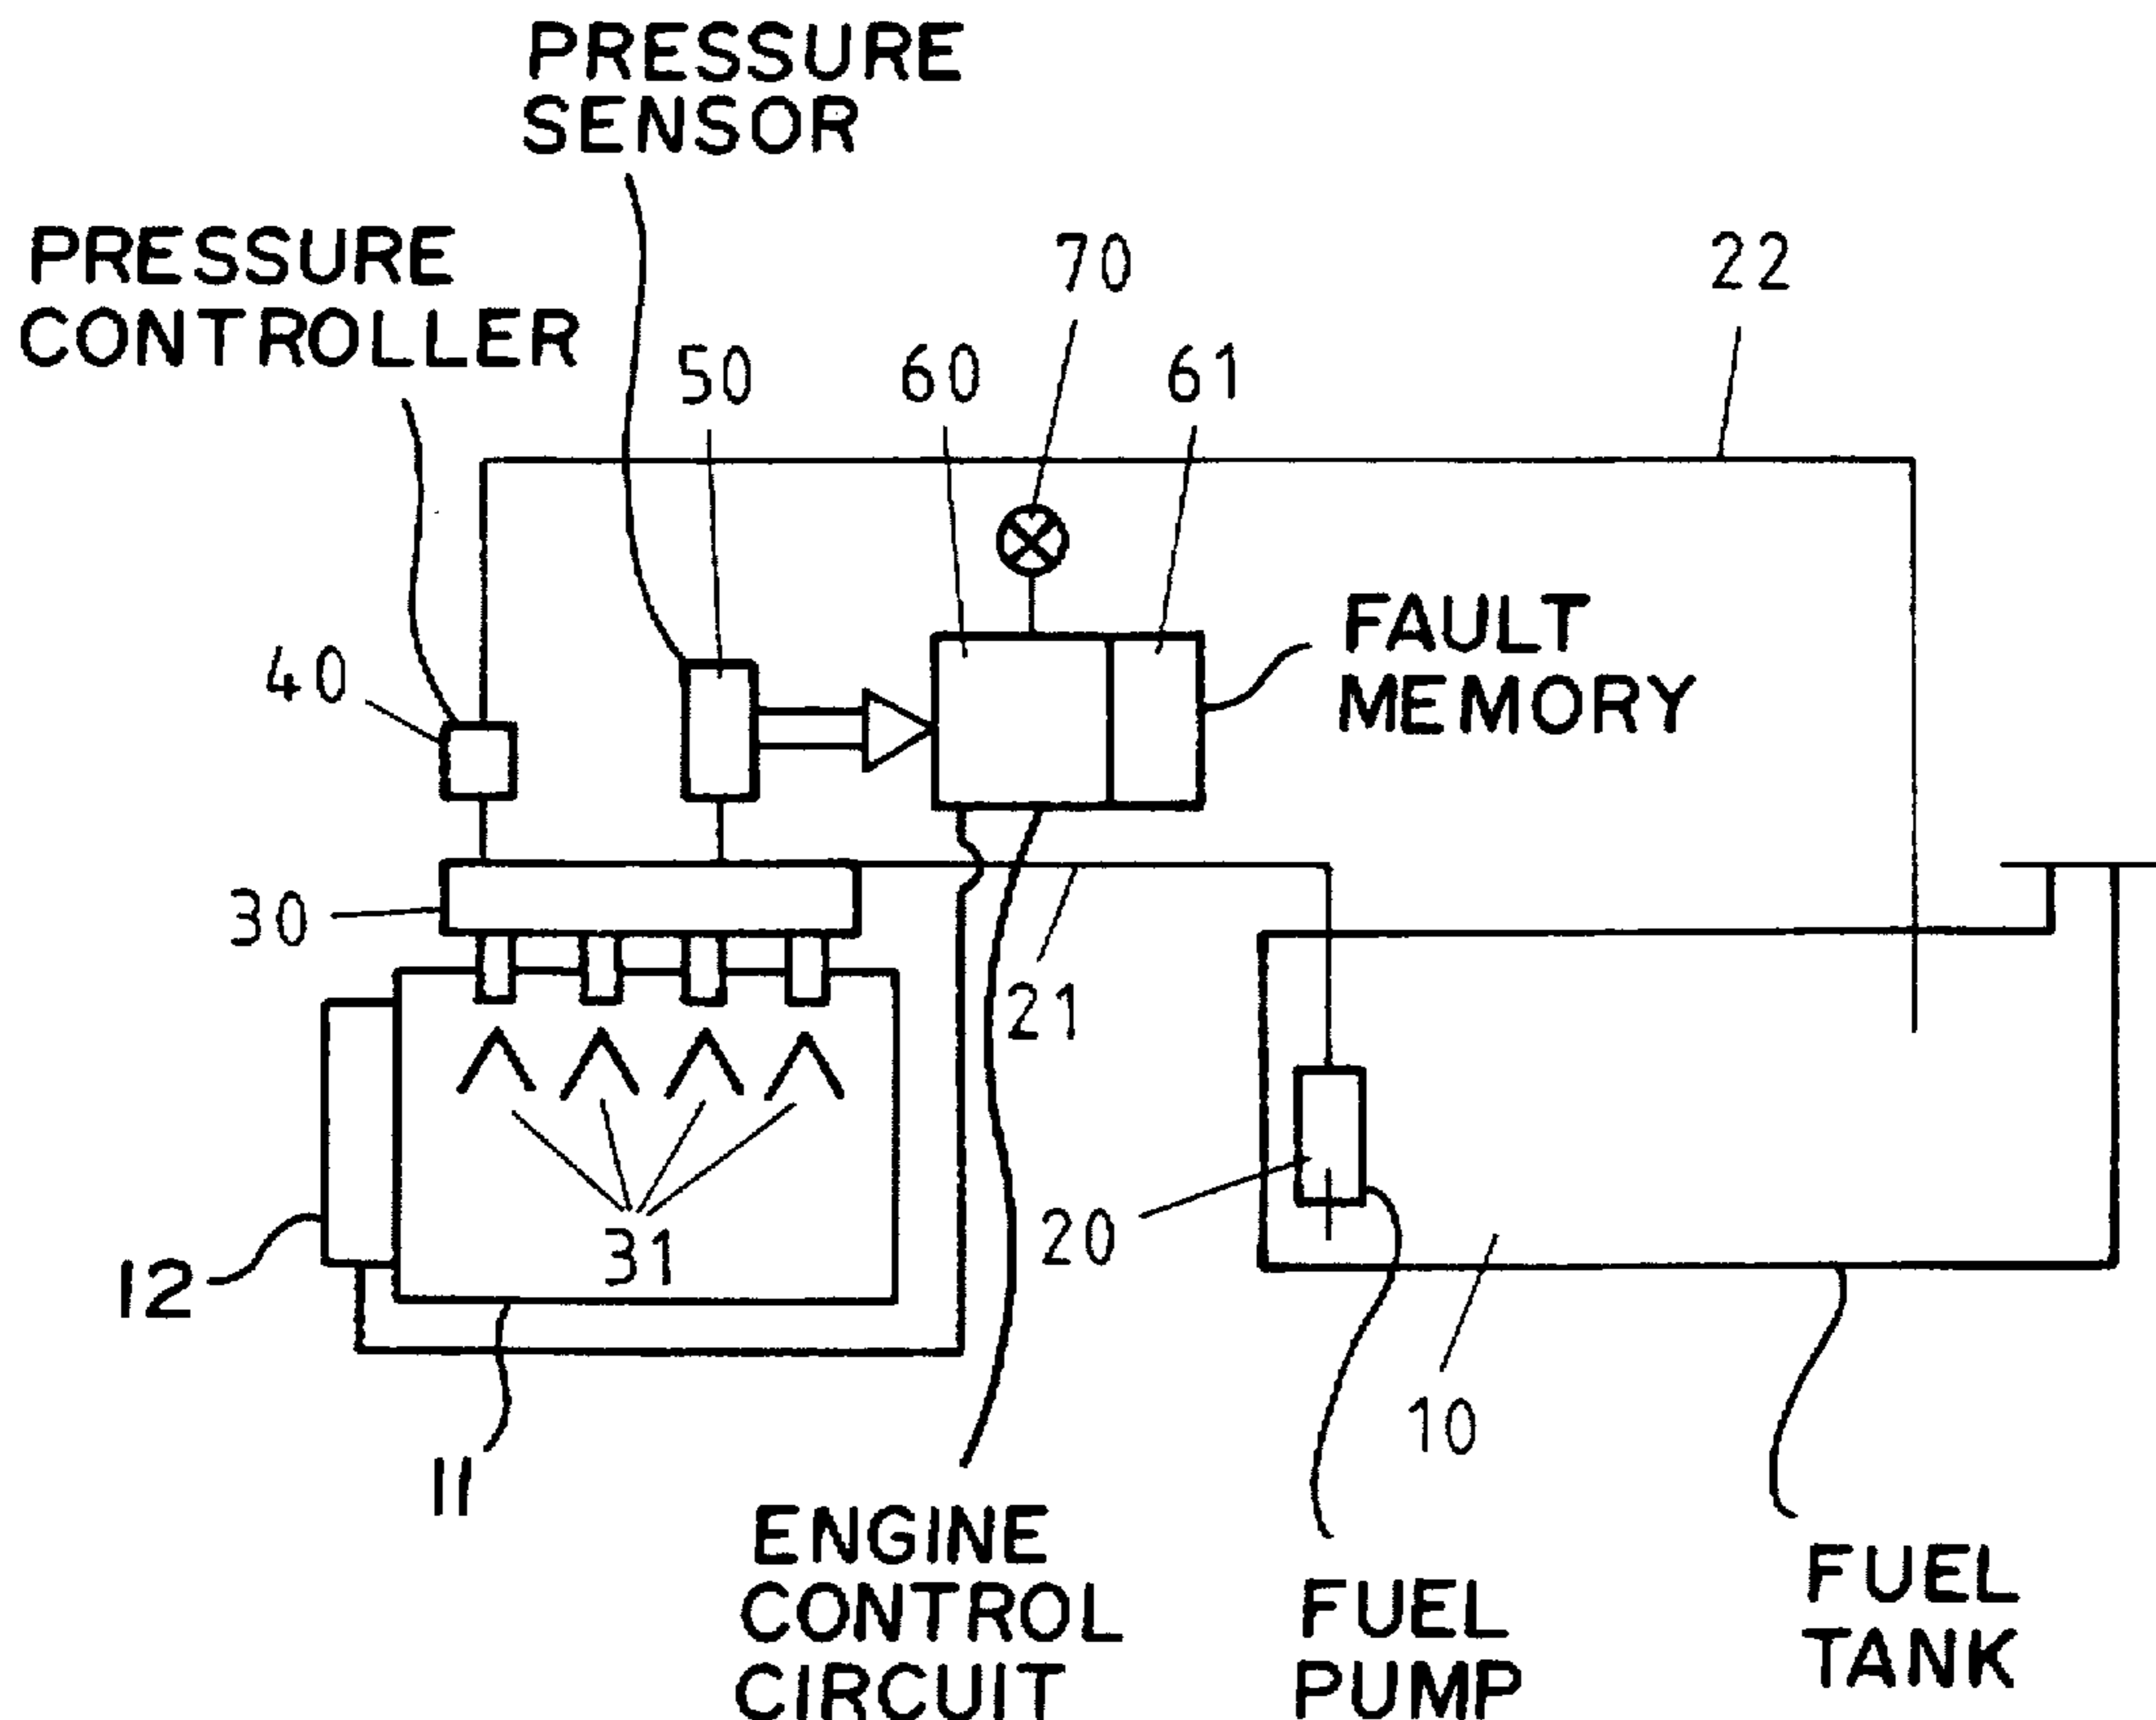 PRESSURE
SENSOR
PRESSURE
CONTROLLER
70
22
50
60
61
40
FAULT
MEMORY
30
21
20
31
12
10
11
ENGINE
CONTROL
CIRCUIT
FUEL
PUMP
FUEL
TANK